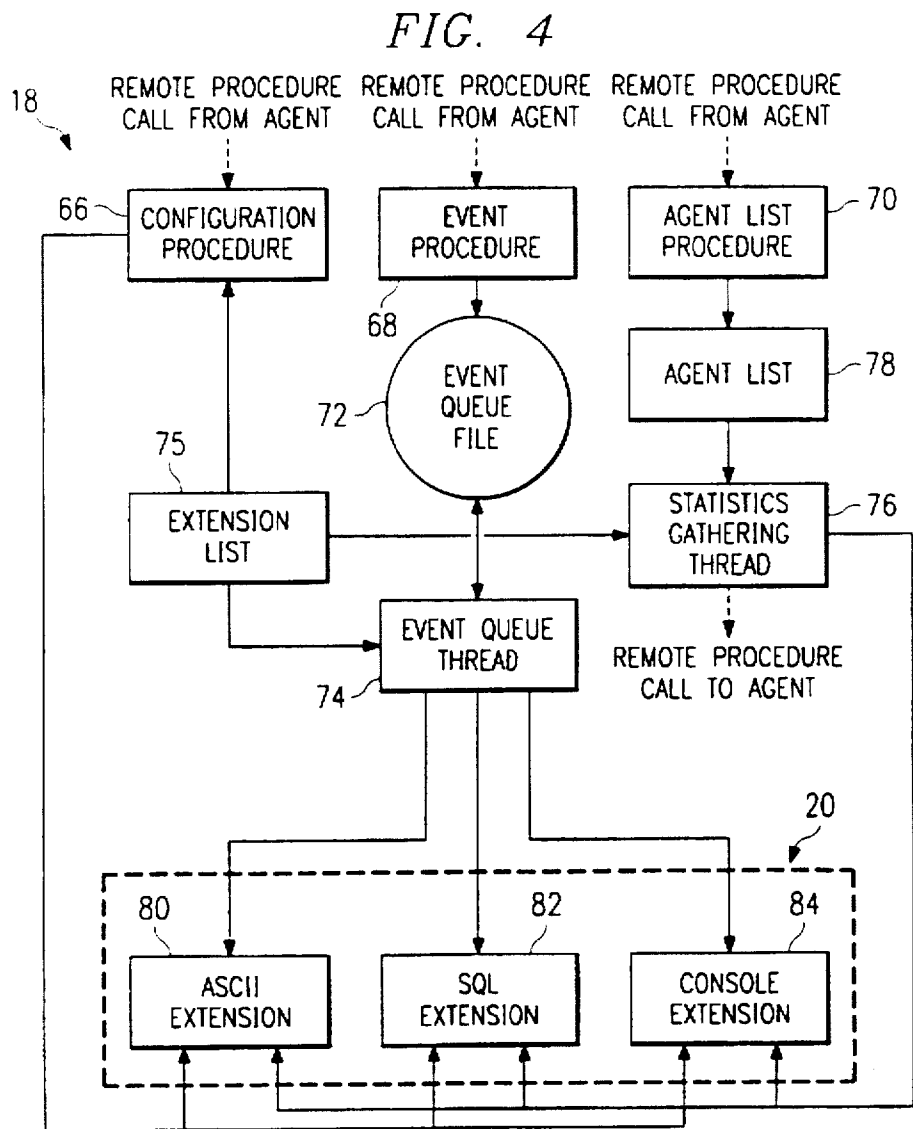 FIG. 4
18
REMOTE PROCEDURE
CALL FROM AGENT
REMOTE PROCEDURE
CALL FROM AGENT
REMOTE PROCEDURE
CALL FROM AGENT
66
CONFIGURATION
PROCEDURE
EVENT
PROCEDURE
68
AGENT LIST
PROCEDURE
70
72
EVENT
QUEUE
FILE
AGENT LIST
78
75
EXTENSION
LIST
STATISTICS
GATHERING
THREAD
76
EVENT QUEUE
THREAD
74
REMOTE PROCEDURE
CALL TO AGENT
20
80
ASCII
EXTENSION
82
SQL
EXTENSION
84
CONSOLE
EXTENSION